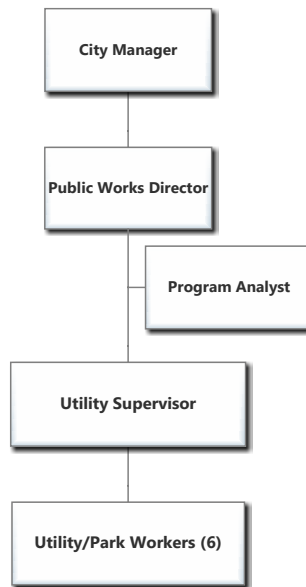 City Manager
Public Works Director
Program Analyst
Utility Supervisor
Utility/Park Workers (6)